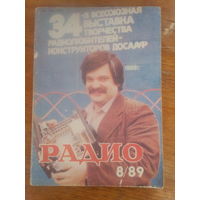 34-я ВСЕСОЮЗНАЯ
ВЫСТАВКА
ТВОРЧЕСТВА
РАДИОЛЮБИТЕЛЕЙ-
КОНСТРУКТОРОВ ДОСААФ
РАДИО
8/89